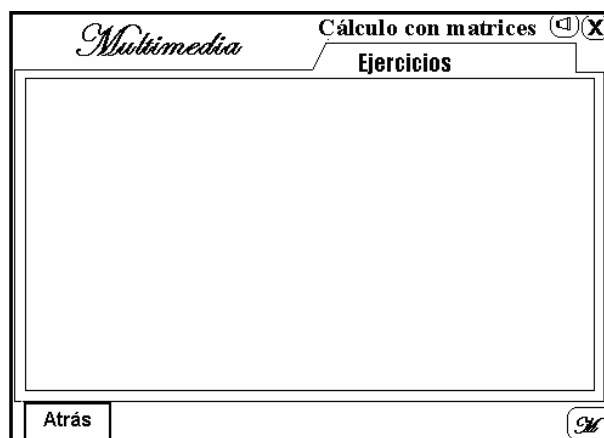 Multimedia
Cálculo con matrices
X
Ejercicios
Atrás
M